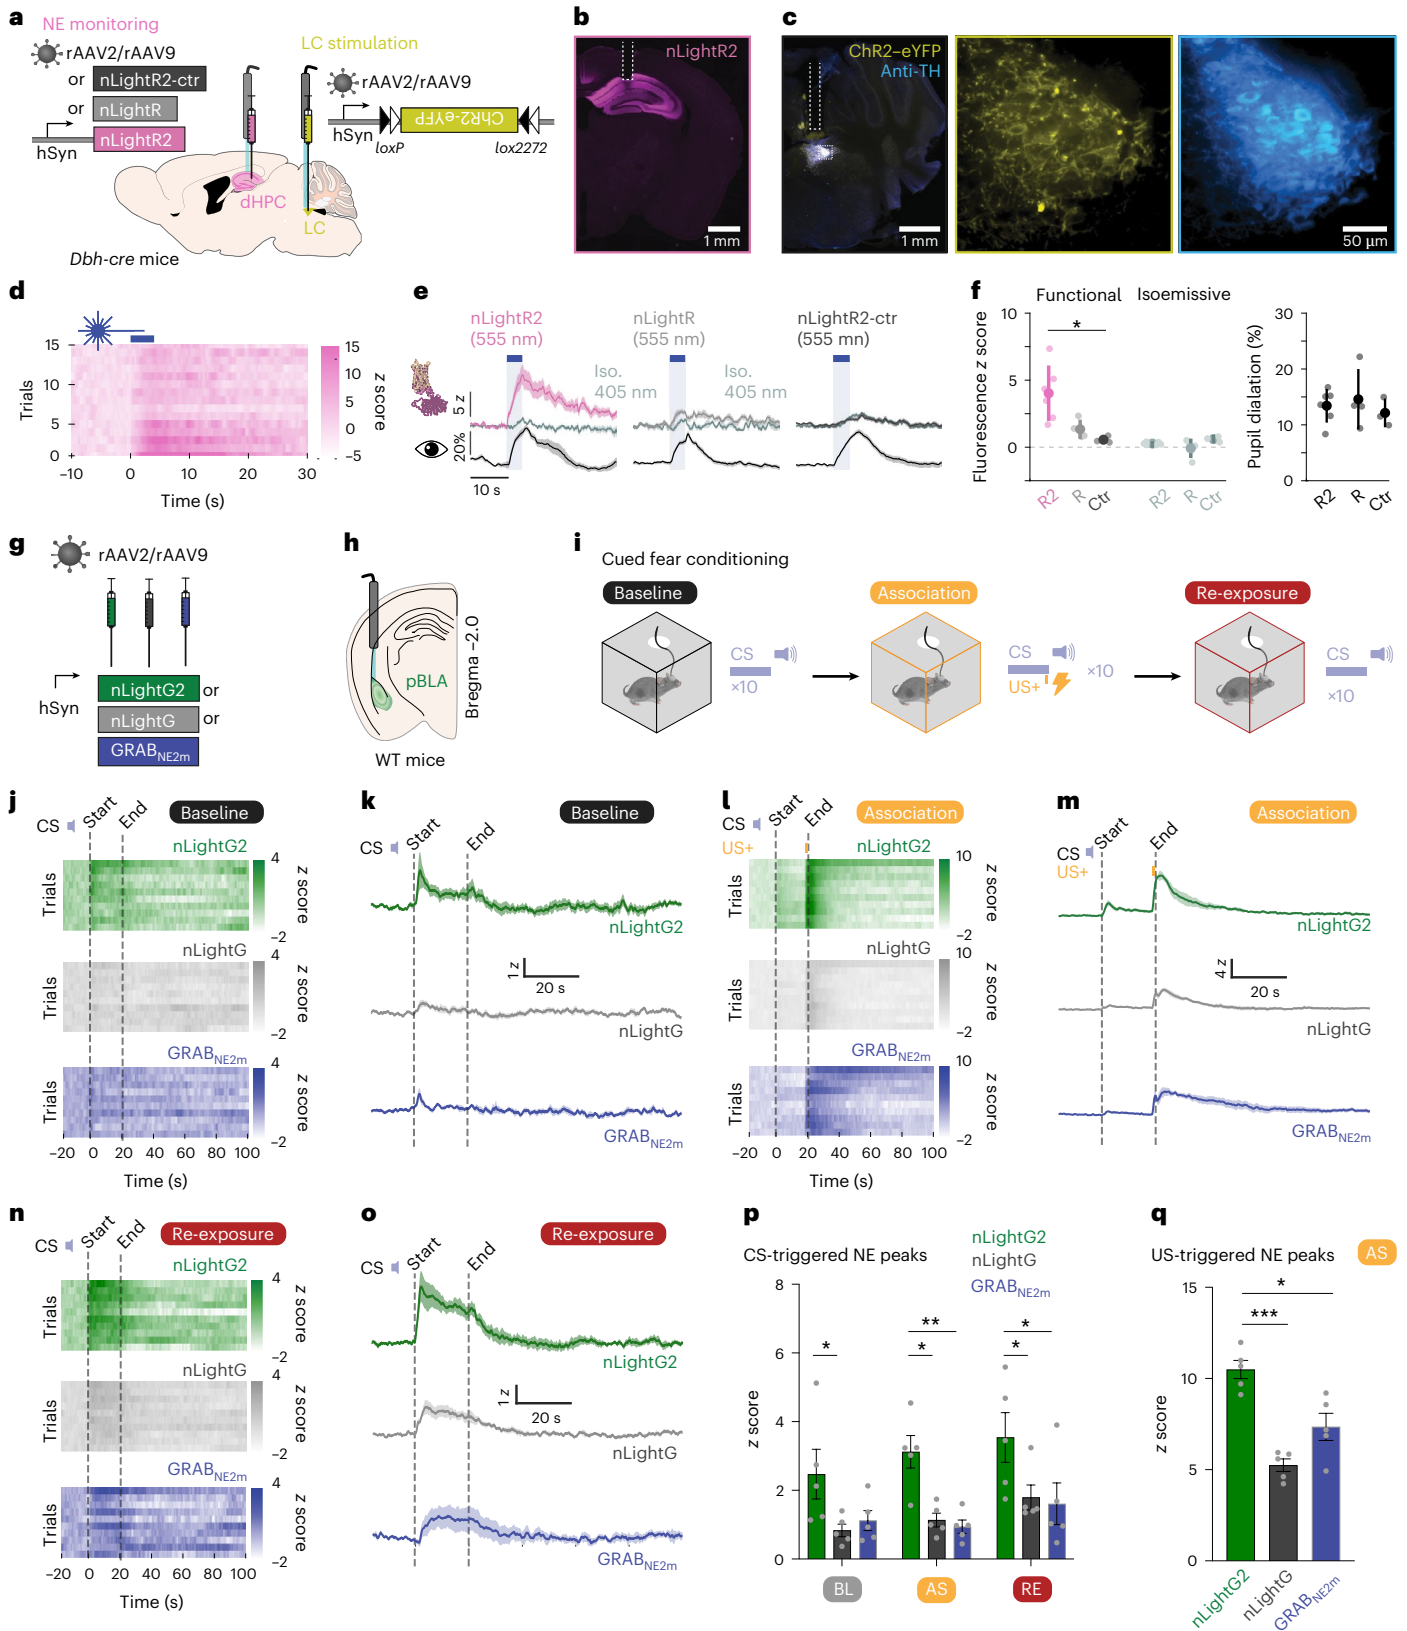 a
NE monitoring
rAAV2/rAAV9
or nLightR2-ctr
or nLightR
nLightR2
hSyn
LC stimulation
rAAV2/rAAV9
hSyn
ChR2-eYFP
loxP
lox2272
dHPC
LC
Dbh-cre mice
b
nLightR2
1 mm
c
ChR2–eYFP
Anti-TH
1 mm
50 µm
d
15
10
5
0
Trials
–10 0 10 20 30
Time (s)
15
10
5
0
–5
z score
e
nLightR2
(555 nm)
nLightR
(555 nm)
nLightR2-ctr
(555 mn)
Iso.
405 nm
Iso.
405 nm
5 z
20%
10 s
f
Functional
Isoemissive
*
Fluorescence z score
10
5
0
R2 R Ctr R2 R Ctr
Pupil dialation (%)
30
20
10
0
R2 R Ctr
g
rAAV2/rAAV9
hSyn
nLightG2 or
nLightG or
GRABNE2m
h
pBLA
Bregma –2.0
WT mice
i
Cued fear conditioning
Baseline
CS
×10
Association
CS
US+
×10
Re-exposure
CS
×10
j
CS Start End
Baseline
nLightG2
Trials
4
–2
z score
nLightG
Trials
4
–2
z score
GRABNE2m
Trials
4
–2
z score
–20 0 20 40 60 80 100
Time (s)
k
CS Start End
Baseline
nLightG2
1 z
20 s
nLightG
GRABNE2m
l
CS Start End
US+
Association
nLightG2
Trials
10
–2
z score
nLightG
Trials
10
–2
z score
GRABNE2m
Trials
10
–2
z score
–20 0 20 40 60 80 100
Time (s)
m
CS Start End
US+
Association
nLightG2
4 z
20 s
nLightG
GRABNE2m
n
CS Start End
Re-exposure
nLightG2
Trials
4
–2
z score
nLightG
Trials
4
–2
z score
GRABNE2m
Trials
4
–2
z score
–20 0 20 40 60 80 100
Time (s)
o
CS Start End
Re-exposure
nLightG2
1 z
20 s
nLightG
GRABNE2m
p
CS-triggered NE peaks
nLightG2
nLightG
GRABNE2m
z score
8
6
4
2
0
*
**
*
*
*
BL AS RE
q
US-triggered NE peaks
AS
z score
15
10
5
0
*
***
nLightG2 nLightG GRABNE2m